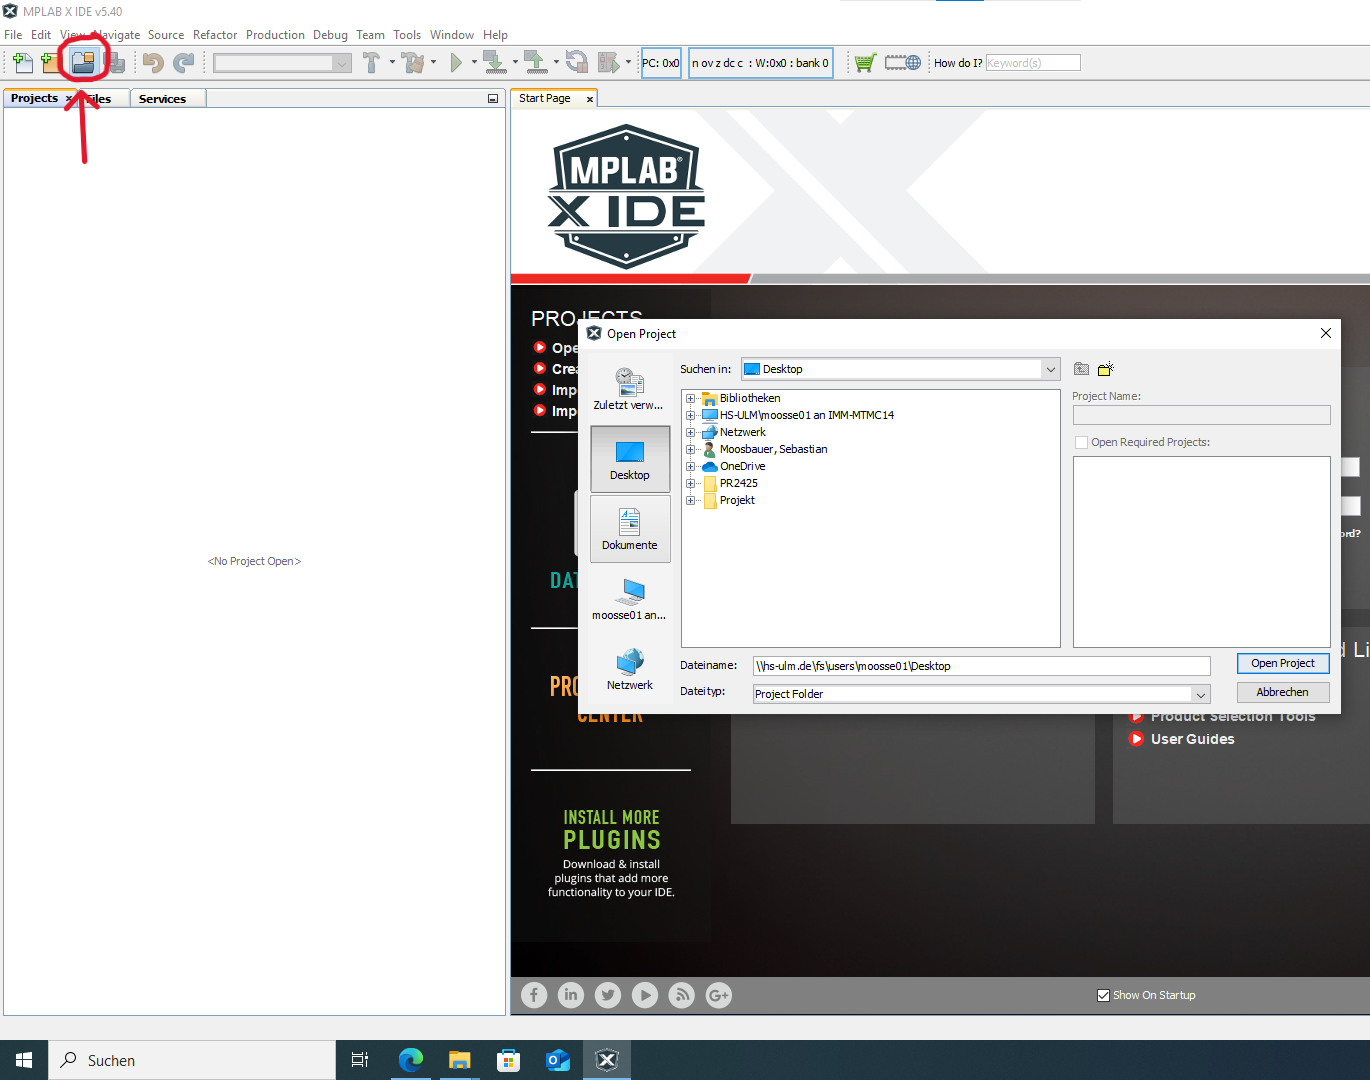 MPLAB X IDE v5.40
File Edit View Navigate Source Refactor Production Debug Team Tools Window Help
PC: 0x0
n ov z dc c : W:0x0 : bank 0
How do I?
Keyword(s)
Projects
Files
Services
Start Page
MPLAB®
X IDE
<No Project Open>
PROJECTS
Ope
Crea
Impo
Impo
DAT
PRO
CENTER
INSTALL MORE
PLUGINS
Download & install
plugins that add more
functionality to your IDE.
Open Project
Suchen in:
Desktop
Zuletzt verw...
Desktop
Dokumente
moosse01 an...
Netzwerk
Bibliotheken
HS-ULM\moosse01 an IMM-MTMC14
Netzwerk
Moosbauer, Sebastian
OneDrive
PR2425
Projekt
Project Name:
Open Required Projects:
Dateiname:
\\hs-ulm.de\fs\users\moosse01\Desktop
Open Project
Dateityp:
Project Folder
Abbrechen
ord?
d Li
Product Selection Tools
User Guides
Show On Startup
Suchen